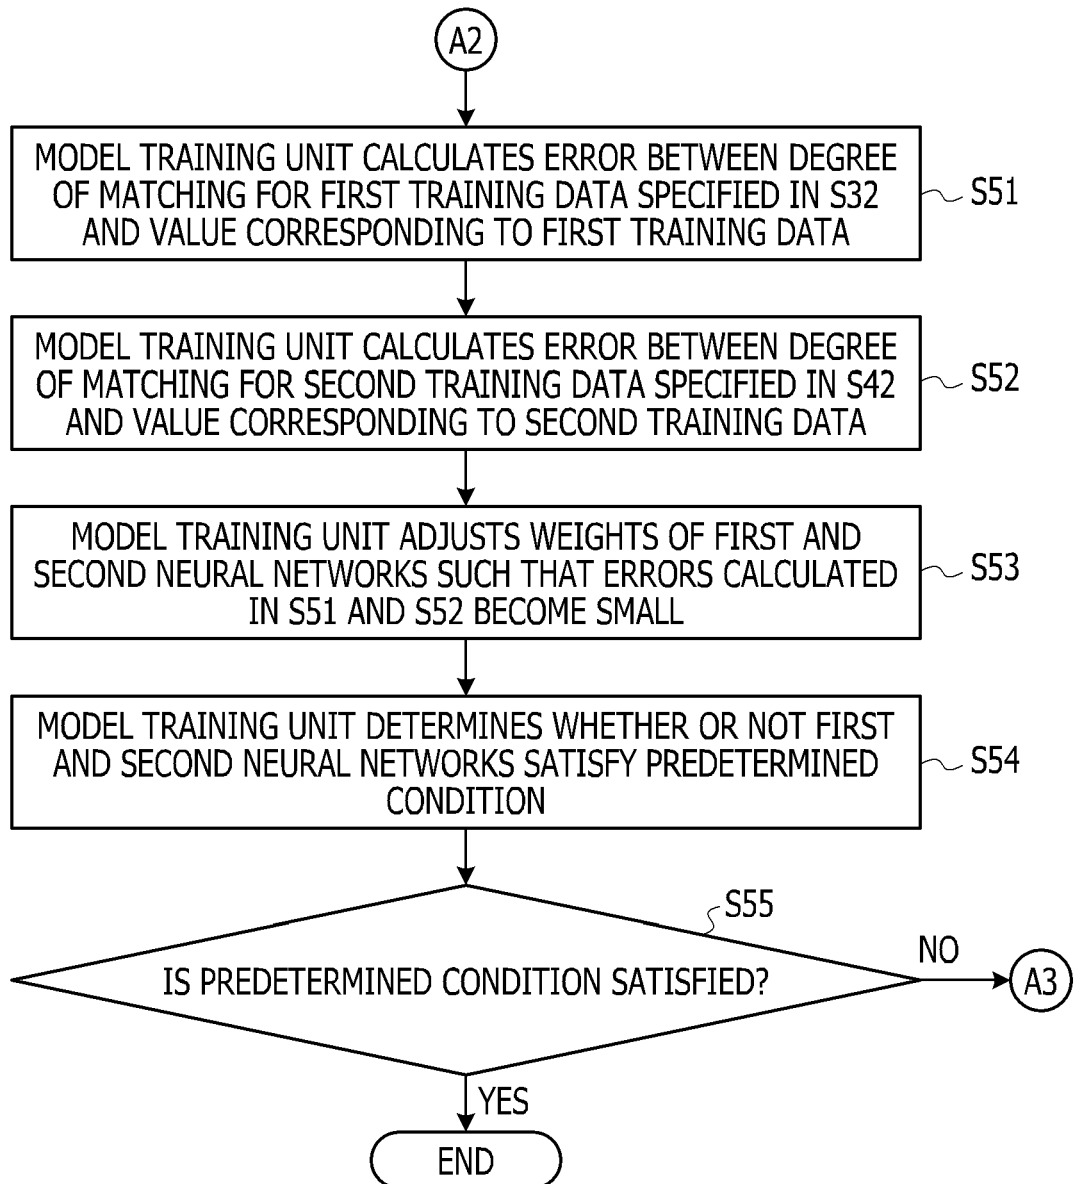 A2
MODEL TRAINING UNIT CALCULATES ERROR BETWEEN DEGREE
OF MATCHING FOR FIRST TRAINING DATA SPECIFIED IN S32
AND VALUE CORRESPONDING TO FIRST TRAINING DATA
S51
MODEL TRAINING UNIT CALCULATES ERROR BETWEEN DEGREE
OF MATCHING FOR SECOND TRAINING DATA SPECIFIED IN S42
AND VALUE CORRESPONDING TO SECOND TRAINING DATA
S52
MODEL TRAINING UNIT ADJUSTS WEIGHTS OF FIRST AND
SECOND NEURAL NETWORKS SUCH THAT ERRORS CALCULATED
IN S51 AND S52 BECOME SMALL
S53
MODEL TRAINING UNIT DETERMINES WHETHER OR NOT FIRST
AND SECOND NEURAL NETWORKS SATISFY PREDETERMINED
CONDITION
S54
S55
IS PREDETERMINED CONDITION SATISFIED?
NO
A3
YES
END